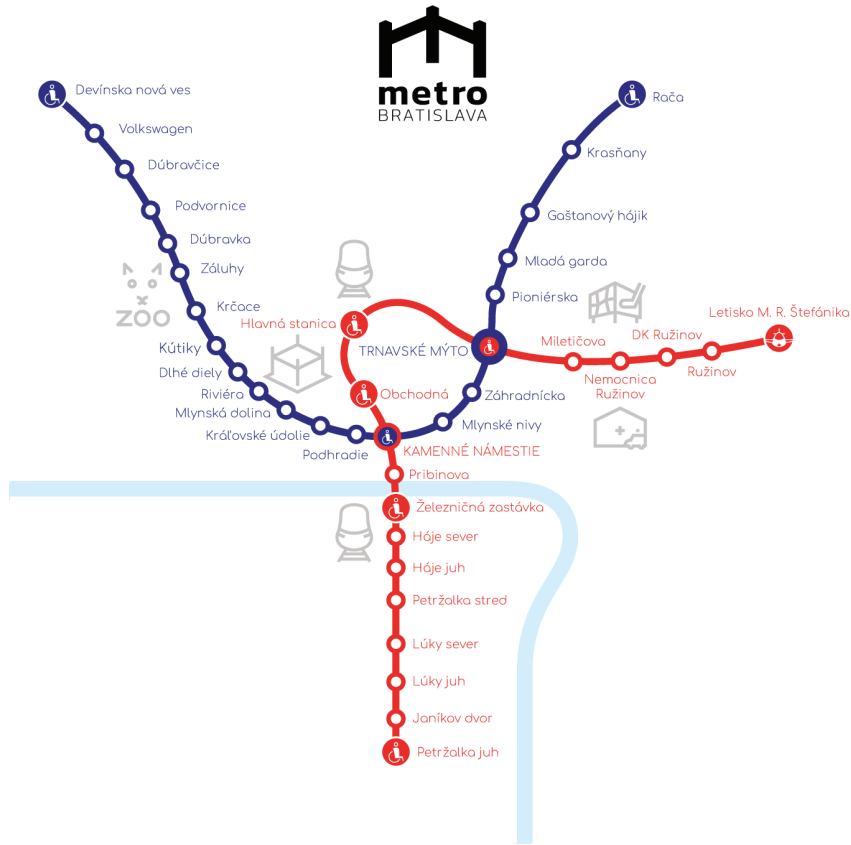 metro
BRATISLAVA
Devínska nová ves
Volkswagen
Dúbravčice
Podvornice
Dúbravka
Záluhy
Krčace
Kútiky
Dlhé diely
Riviéra
Mlynská dolina
Kráľovské údolie
Podhradie
ZOO
Rača
Krasňany
Gaštanový hájik
Mladá garda
Pioniérska
TRNAVSKÉ MÝTO
Záhradnícka
Mlynské nivy
KAMENNÉ NÁMESTIE
Hlavná stanica
Obchodná
Letisko M. R. Štefánika
Ružinov
DK Ružinov
Nemocnica
Ružinov
Miletičova
Pribinova
Železničná zastávka
Háje sever
Háje juh
Petržalka stred
Lúky sever
Lúky juh
Janíkov dvor
Petržalka juh